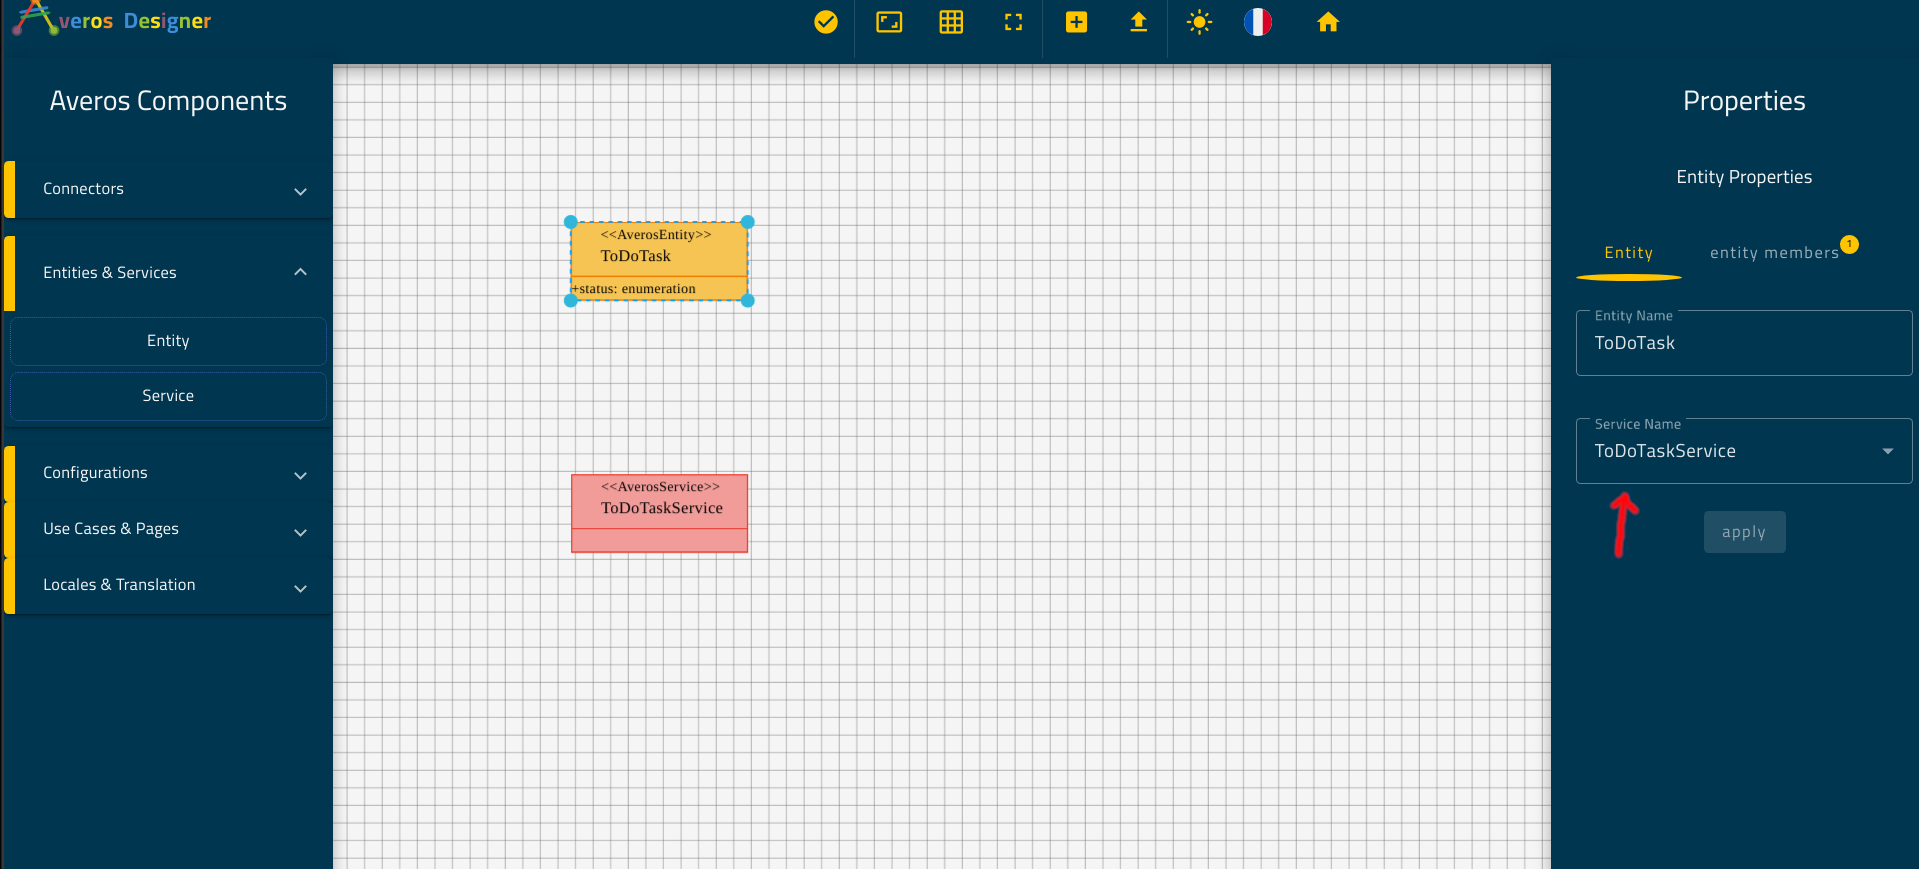 Averos Designer
Averos Components
Connectors
Entities & Services
Entity
Service
Configurations
Use Cases & Pages
Locales & Translation
<<AverosEntity>>
ToDoTask
+status: enumeration
<<AverosService>>
ToDoTaskService
Properties
Entity Properties
Entity
entity members
1
Entity Name
ToDoTask
Service Name
ToDoTaskService
apply